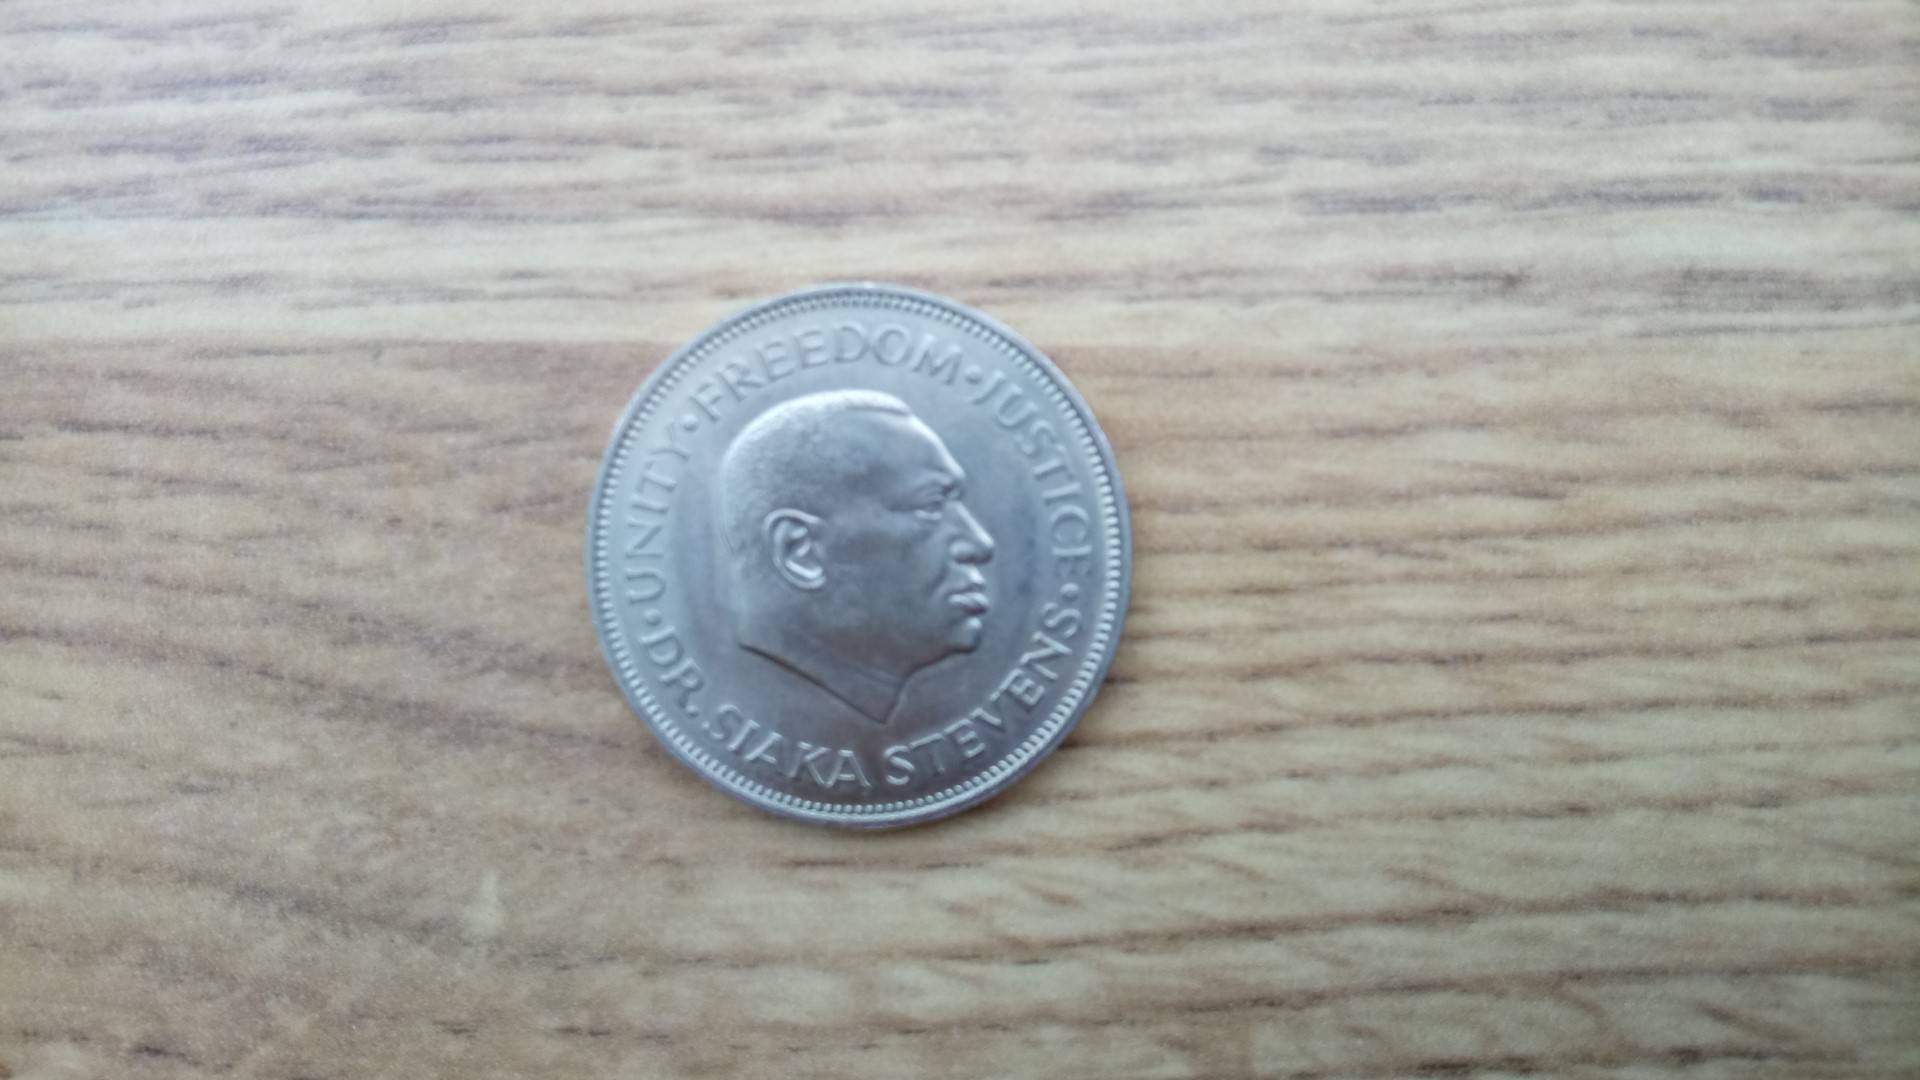 ·UNITY·FREEDOM·JUSTICE·
DR. SIAKA STEVENS